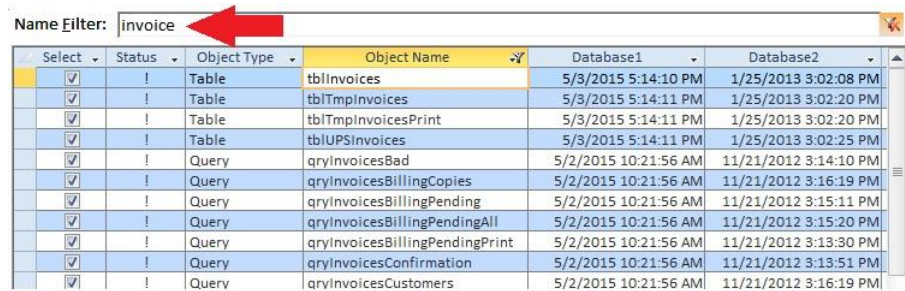 Name Filter: invoice
Select Status Object Type Object Name Database1 Database2
! Table tblInvoices 5/3/2015 5:14:10 PM 1/25/2013 3:02:08 PM
! Table tblTmpInvoices 5/3/2015 5:14:11 PM 1/25/2013 3:02:20 PM
! Table tblTmpInvoicesPrint 5/3/2015 5:14:11 PM 1/25/2013 3:02:20 PM
! Table tblUPSInvoices 5/3/2015 5:14:11 PM 1/25/2013 3:02:25 PM
! Query qryInvoicesBad 5/2/2015 10:21:56 AM 11/21/2012 3:14:10 PM
! Query qryInvoicesBillingCopies 5/2/2015 10:21:56 AM 11/21/2012 3:16:19 PM
! Query qryInvoicesBillingPending 5/2/2015 10:21:56 AM 11/21/2012 3:15:11 PM
! Query qryInvoicesBillingPendingAll 5/2/2015 10:21:56 AM 11/21/2012 3:15:20 PM
! Query qryInvoicesBillingPendingPrint 5/2/2015 10:21:56 AM 11/21/2012 3:13:30 PM
! Query qryInvoicesConfirmation 5/2/2015 10:21:56 AM 11/21/2012 3:13:51 PM
! Query qryInvoicesCustomers 5/2/2015 10:21:56 AM 11/21/2012 3:16:19 PM